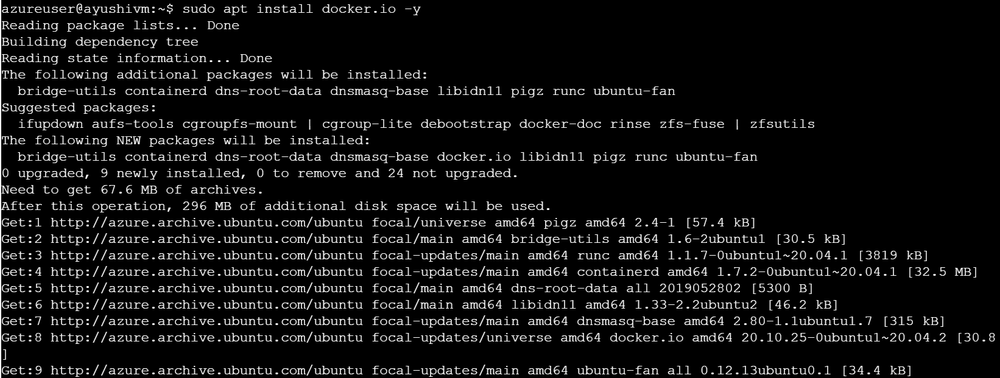 azureuser@ayushivm:~$ sudo apt install docker.io -y
Reading package lists... Done
Building dependency tree
Reading state information... Done
The following additional packages will be installed:
  bridge-utils containerd dns-root-data dnsmasq-base libidn11 pigz runc ubuntu-fan
Suggested packages:
  ifupdown aufs-tools cgroupfs-mount | cgroup-lite debootstrap docker-doc rinse zfs-fuse | zfsutils
The following NEW packages will be installed:
  bridge-utils containerd dns-root-data dnsmasq-base docker.io libidn11 pigz runc ubuntu-fan
0 upgraded, 9 newly installed, 0 to remove and 24 not upgraded.
Need to get 67.6 MB of archives.
After this operation, 296 MB of additional disk space will be used.
Get:1 http://azure.archive.ubuntu.com/ubuntu focal/universe amd64 pigz amd64 2.4-1 [57.4 kB]
Get:2 http://azure.archive.ubuntu.com/ubuntu focal/main amd64 bridge-utils amd64 1.6-2ubuntu1 [30.5 kB]
Get:3 http://azure.archive.ubuntu.com/ubuntu focal-updates/main amd64 runc amd64 1.1.7-0ubuntu1~20.04.1 [3819 kB]
Get:4 http://azure.archive.ubuntu.com/ubuntu focal-updates/main amd64 containerd amd64 1.7.2-0ubuntu1~20.04.1 [32.5 MB]
Get:5 http://azure.archive.ubuntu.com/ubuntu focal/main amd64 dns-root-data all 2019052802 [5300 B]
Get:6 http://azure.archive.ubuntu.com/ubuntu focal/main amd64 libidn11 amd64 1.33-2.2ubuntu2 [46.2 kB]
Get:7 http://azure.archive.ubuntu.com/ubuntu focal-updates/main amd64 dnsmasq-base amd64 2.80-1.1ubuntu1.7 [315 kB]
Get:8 http://azure.archive.ubuntu.com/ubuntu focal-updates/universe amd64 docker.io amd64 20.10.25-0ubuntu1~20.04.2 [30.8
]
Get:9 http://azure.archive.ubuntu.com/ubuntu focal-updates/main amd64 ubuntu-fan all 0.12.13ubuntu0.1 [34.4 kB]